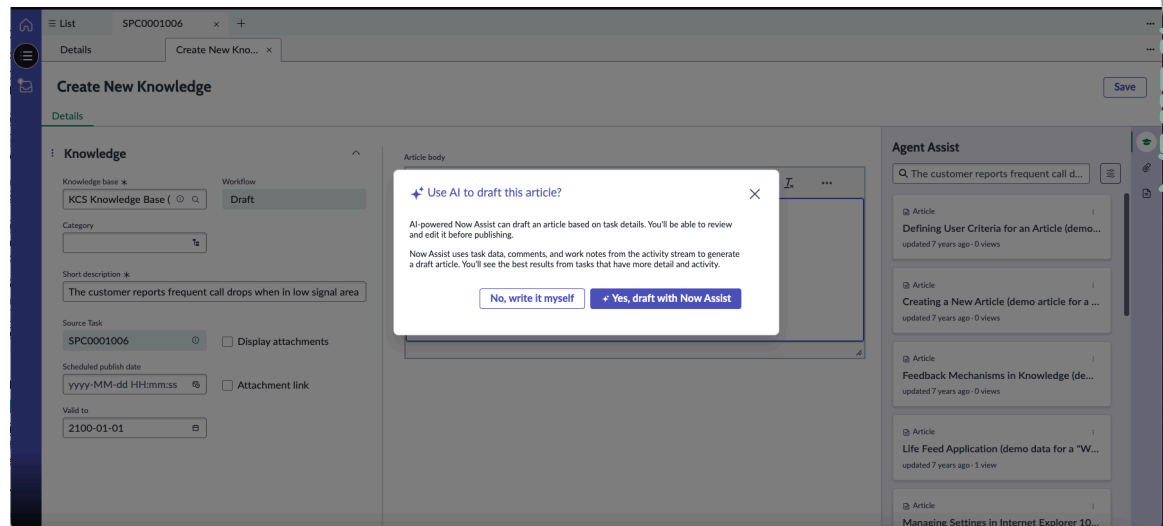 List
SPC0001006
Details
Create New Kno...
Create New Knowledge
Save
Details
Knowledge
Knowledge base *
Workflow
KCS Knowledge Base (
Draft
Category
Short description *
The customer reports frequent call drops when in low signal area
Source Task
SPC0001006
Display attachments
Scheduled publish date
yyyy-MM-dd HH:mm:ss
Attachment link
Valid to
2100-01-01
Article body
Use AI to draft this article?
AI-powered Now Assist can draft an article based on task details. You'll be able to review
and edit it before publishing.
Now Assist uses task data, comments, and work notes from the activity stream to generate
a draft article. You'll see the best results from tasks that have more detail and activity.
No, write it myself
Yes, draft with Now Assist
Agent Assist
The customer reports frequent call d...
Article
Defining User Criteria for an Article (demo...
updated 7 years ago · 0 views
Article
Creating a New Article (demo article for a ...
updated 7 years ago · 0 views
Article
Feedback Mechanisms in Knowledge (de...
updated 7 years ago · 0 views
Article
Life Feed Application (demo data for a "W...
updated 7 years ago · 1 view
Article
Managing Settings in Internet Explorer 10...